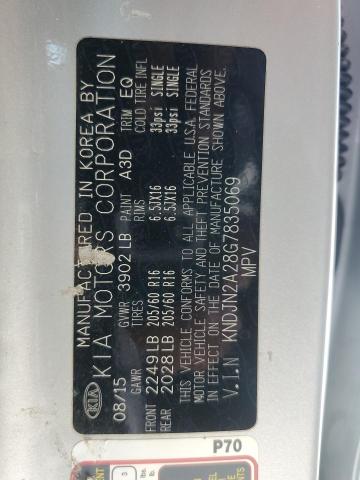 MANUFACTURED IN KOREA BY
KIA MOTORS CORPORATION
KIA
08/15 GVWR 3902 LB PAINT A3D TRIM EQ
GAWR TIRES RIMS COLD TIRE INFL
FRONT 2249 LB 205/60 R16 6.5JX16 33psi SINGLE
REAR 2028 LB 205/60 R16 6.5JX16 33psi SINGLE
THIS VEHICLE CONFORMS TO ALL APPLICABLE U.S.A. FEDERAL
MOTOR VEHICLE SAFETY AND THEFT PREVENTION STANDARDS
IN EFFECT ON THE DATE OF MANUFACTURE SHOWN ABOVE.
V.I.N KNDJN2A28G7835069
MPV
P70